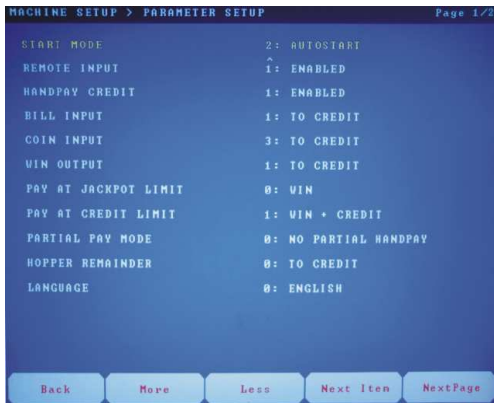 MACHINE SETUP > PARAMETER SETUP Page 1/2
START MODE 2: AUTOSTART
REMOTE INPUT 1: ENABLED
HANDPAY CREDIT 1: ENABLED
BILL INPUT 1: TO CREDIT
COIN INPUT 3: TO CREDIT
WIN OUTPUT 1: TO CREDIT
PAY AT JACKPOT LIMIT 0: WIN
PAY AT CREDIT LIMIT 1: WIN + CREDIT
PARTIAL PAY MODE 0: NO PARTIAL HANDPAY
HOPPER REMAINDER 0: TO CREDIT
LANGUAGE 0: ENGLISH
Back More Less Next Item NextPage